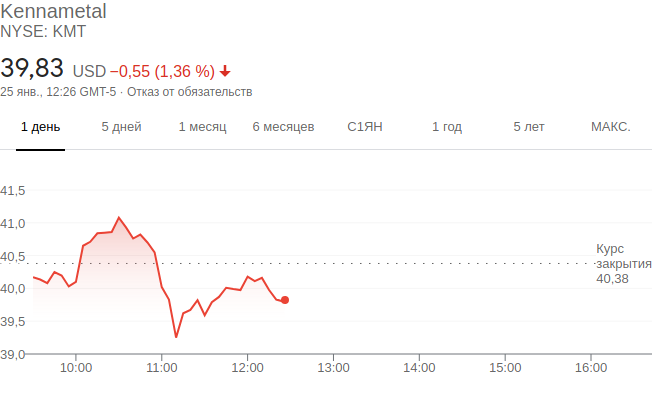 Kennametal
NYSE: KMT
39,83 USD −0,55 (1,36 %)
25 янв., 12:26 GMT-5 · Отказ от обязательств
1 день 5 дней 1 месяц 6 месяцев С1ЯН 1 год 5 лет МАКС.
41,5
41,0
40,5
40,0
39,5
39,0
Курс
закрытия
40,38
10:00 11:00 12:00 13:00 14:00 15:00 16:00